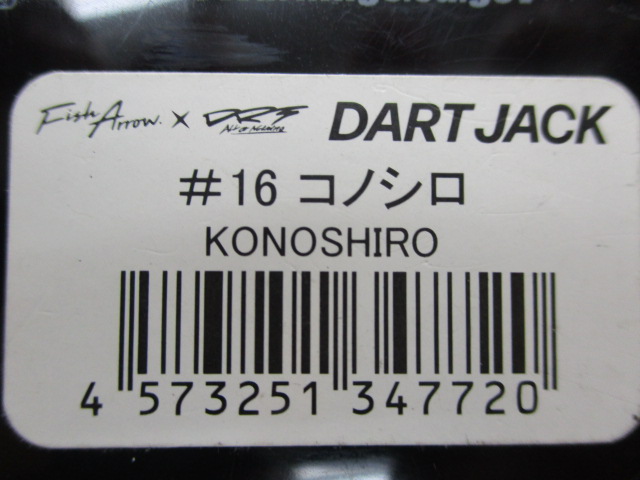 Fish Arrow. × DRT DART JACK
#16 コノシロ
KONOSHIRO
4 573251 347720